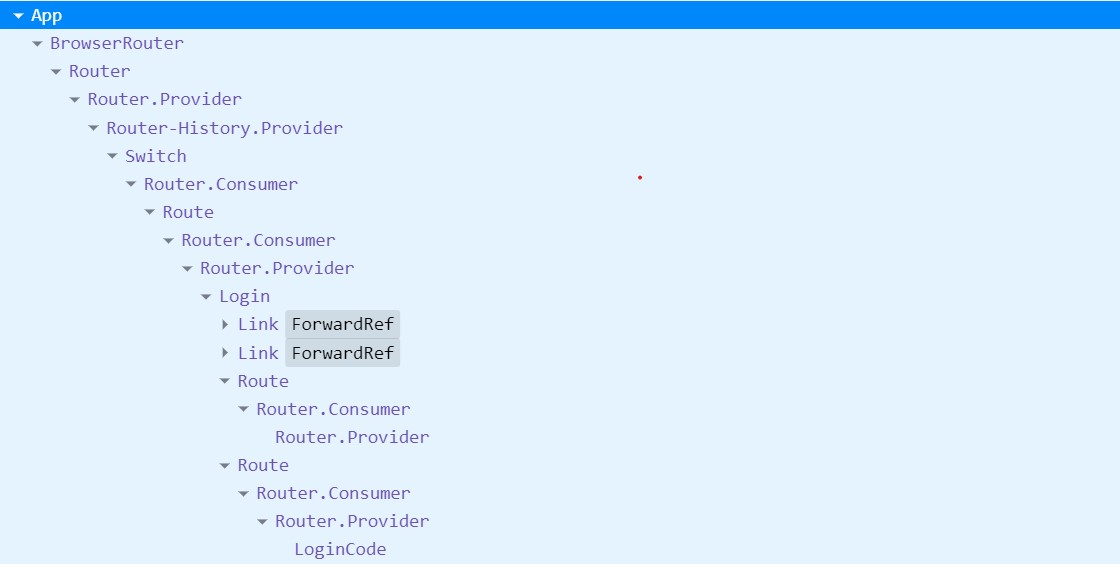 App
BrowserRouter
Router
Router.Provider
Router-History.Provider
Switch
Router.Consumer
Route
Router.Consumer
Router.Provider
Login
Link ForwardRef
Link ForwardRef
Route
Router.Consumer
Router.Provider
Route
Router.Consumer
Router.Provider
LoginCode